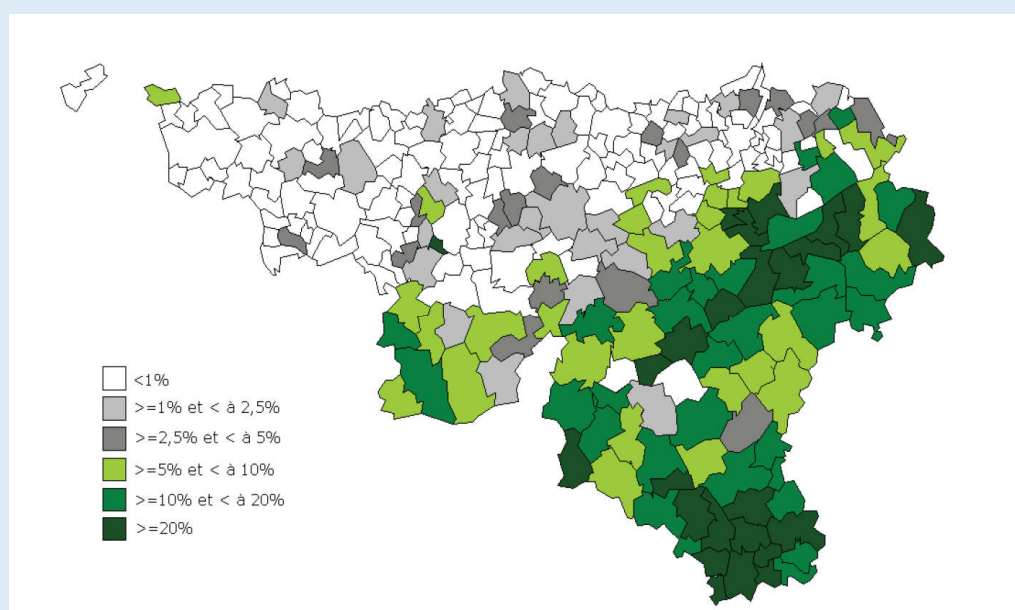 <1%
>=1% et < à 2,5%
>=2,5% et < à 5%
>=5% et < à 10%
>=10% et < à 20%
>=20%